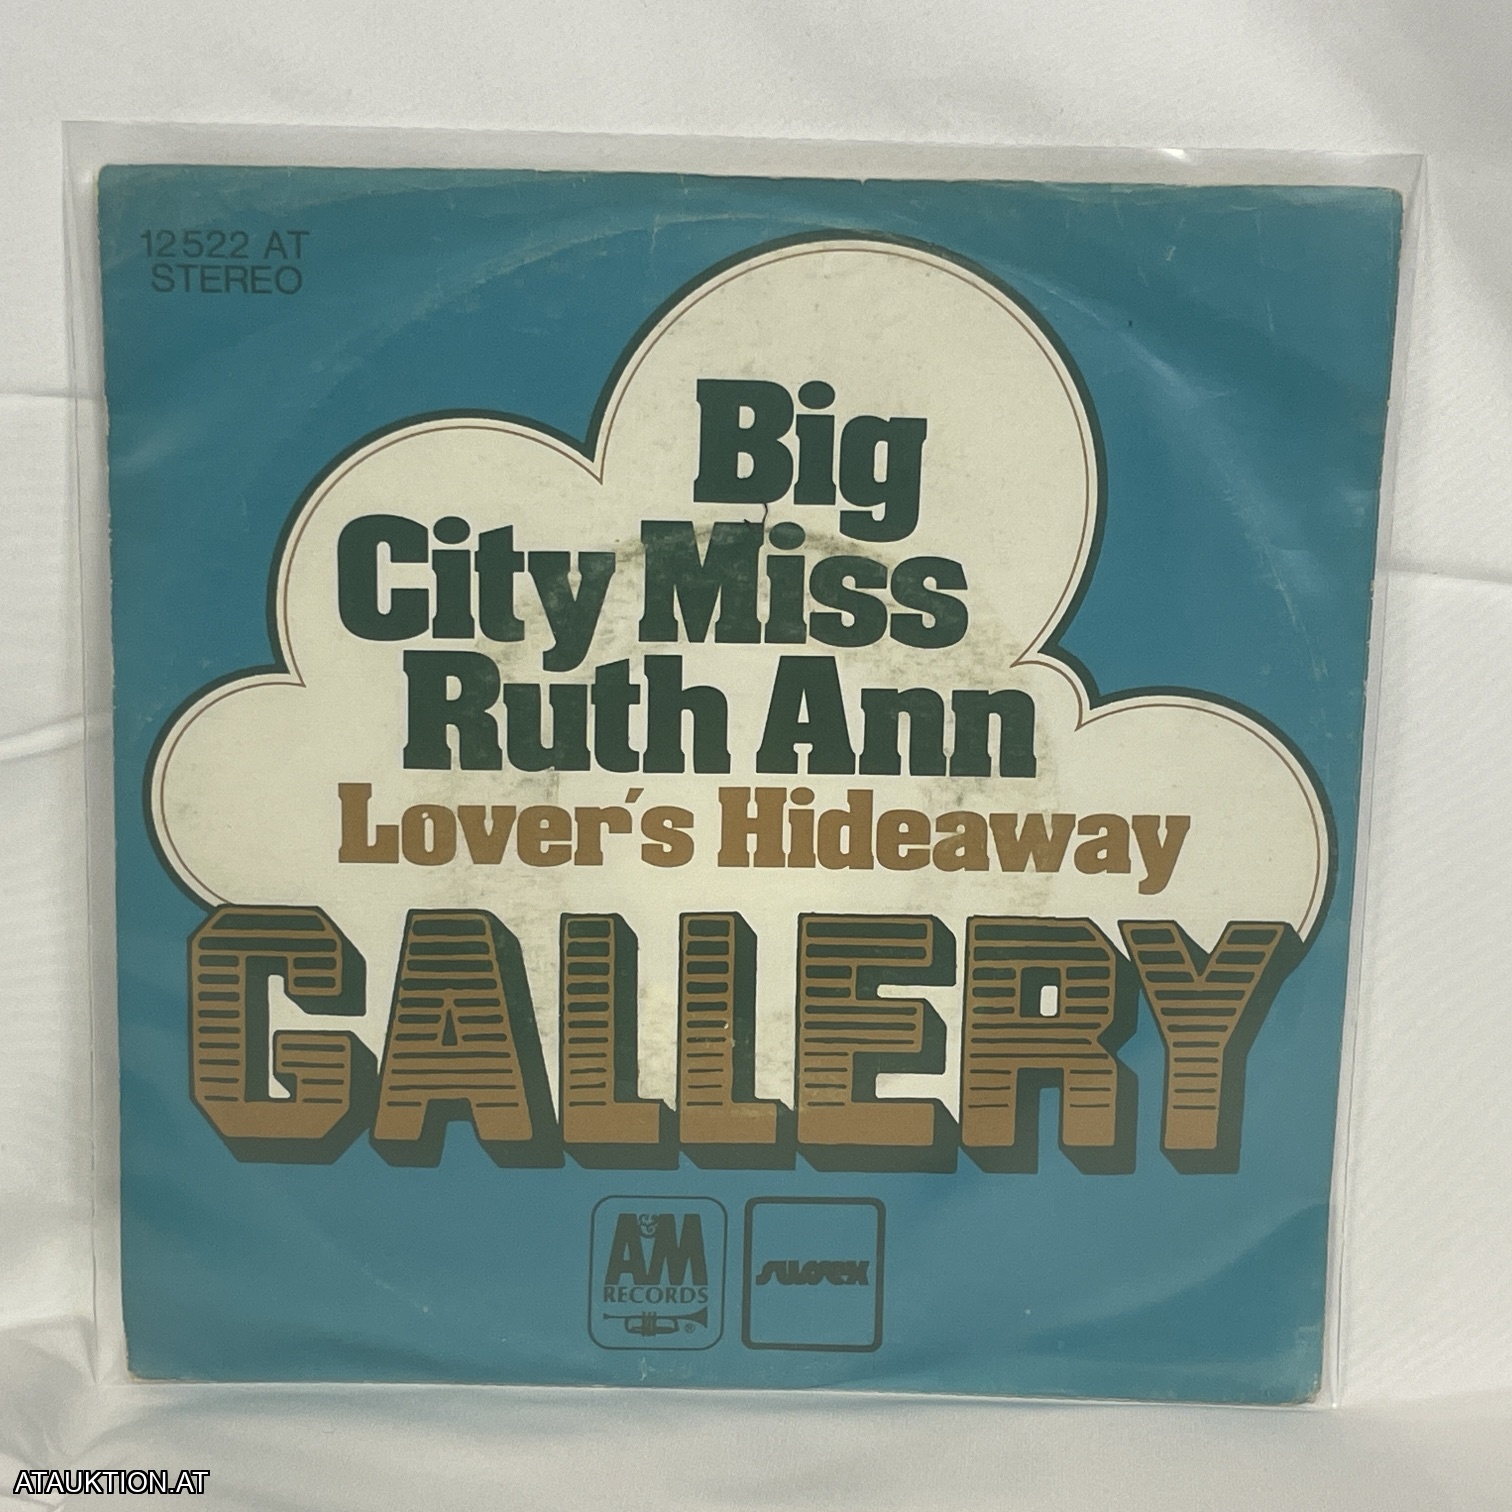 12522 AT
STEREO
Big
City Miss
Ruth Ann
Lover's Hideaway
GALLERY
A&M
RECORDS
®
sussex
ATAUKTION.AT